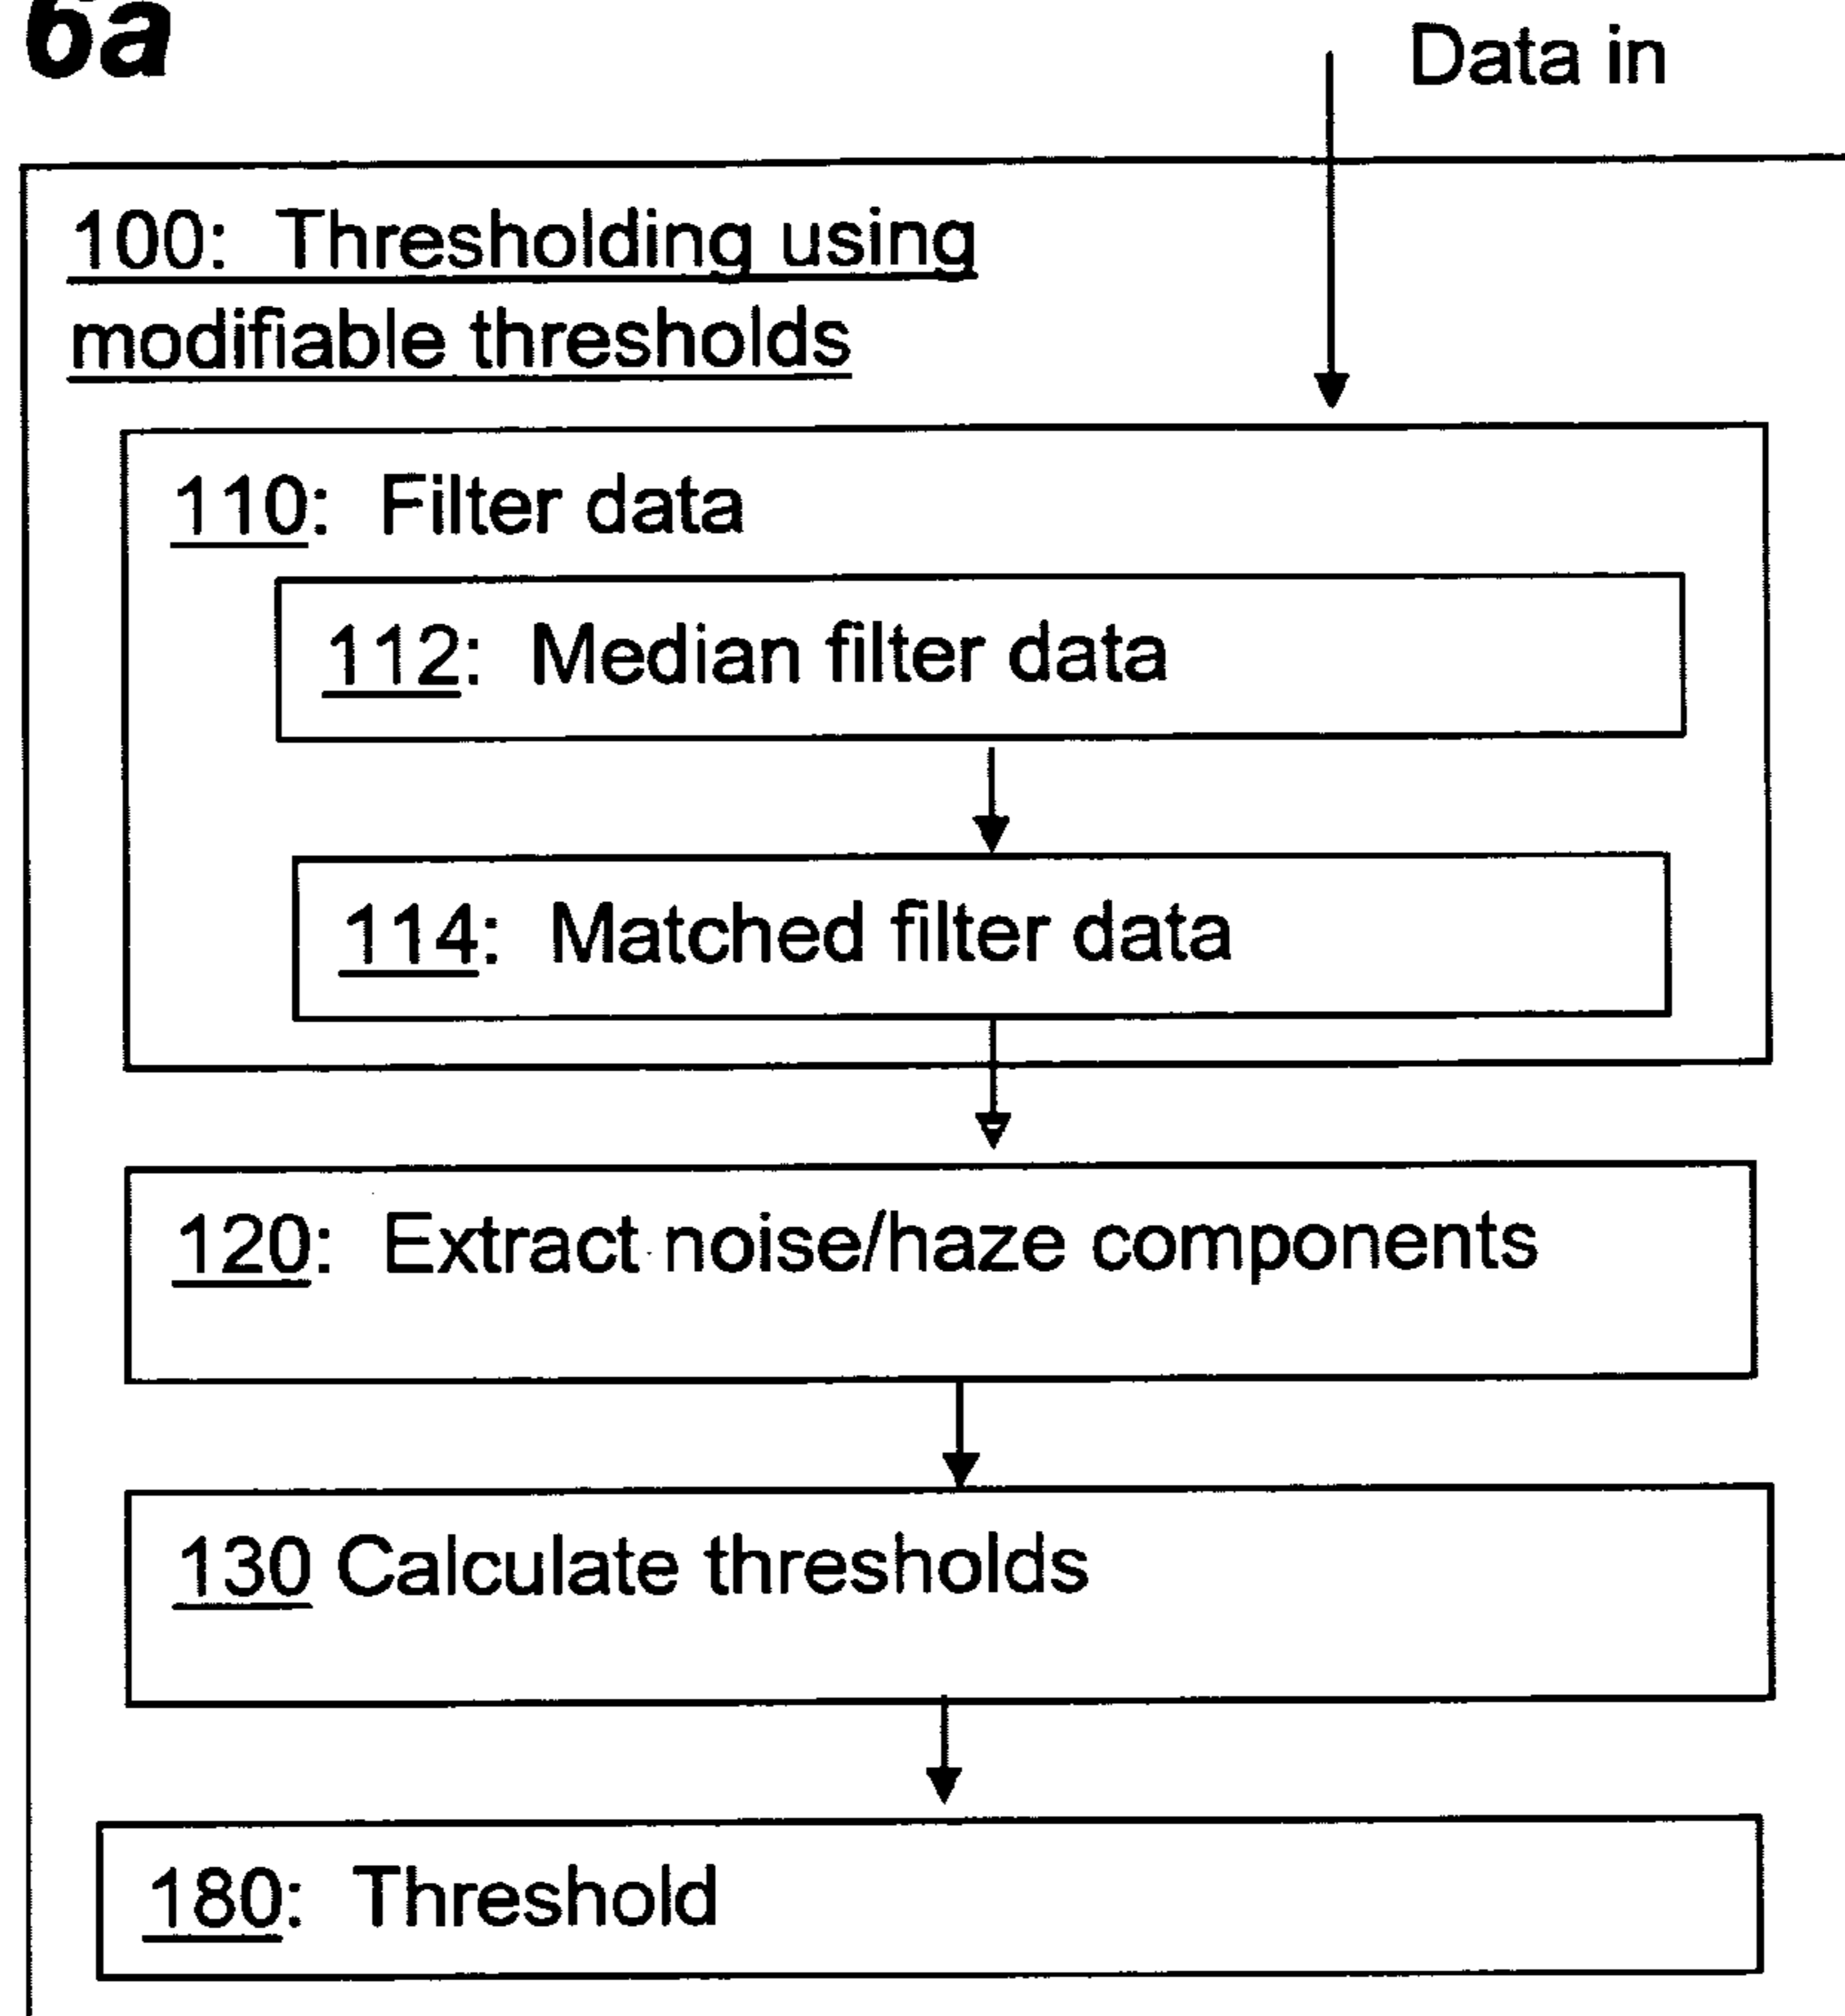 6a
Data in
100: Thresholding using
modifiable thresholds
110: Filter data
112: Median filter data
114: Matched filter data
120: Extract noise/haze components
130 Calculate thresholds
180: Threshold